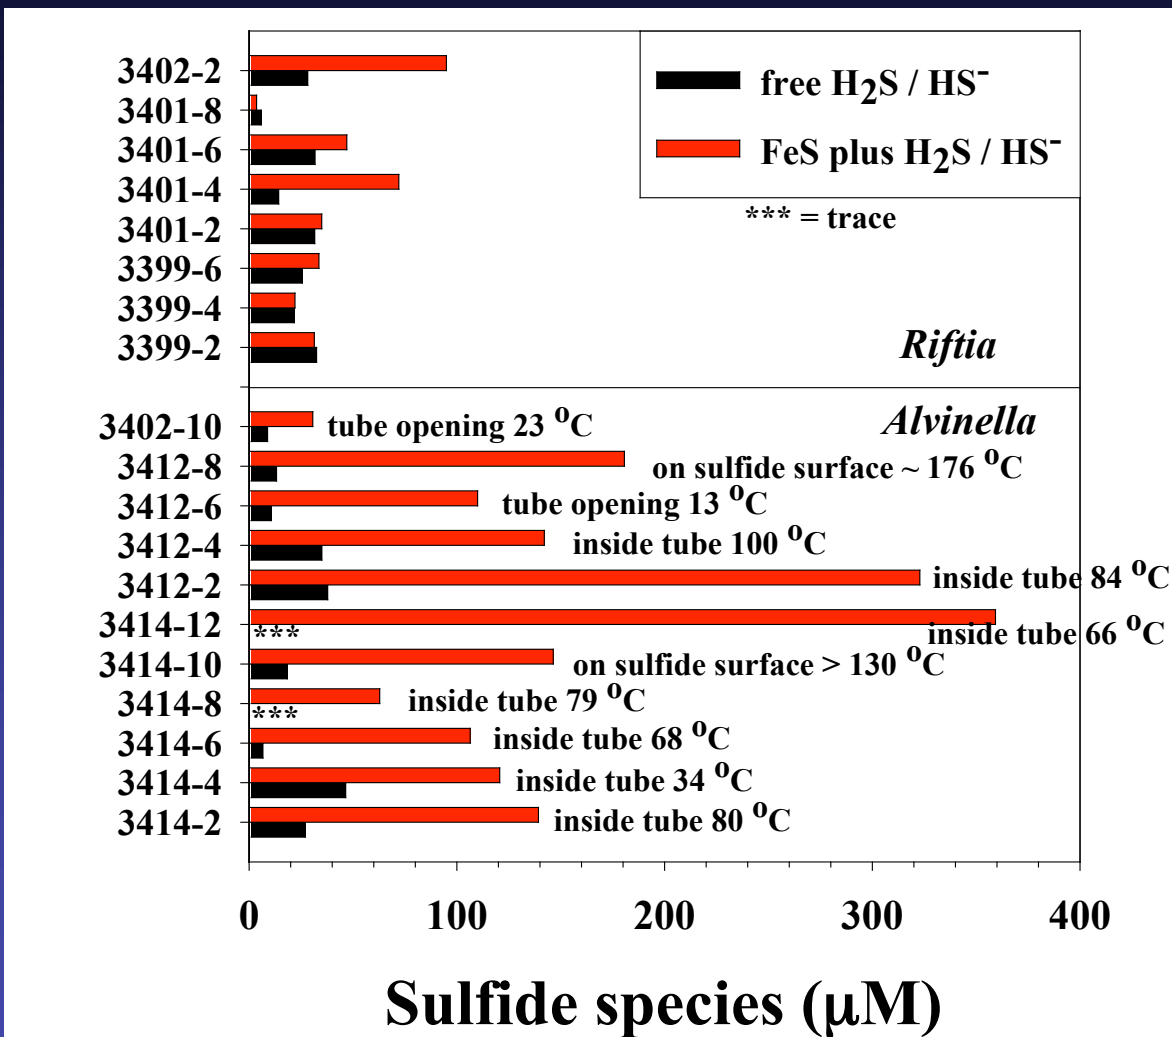 free H2S / HS-
FeS plus H2S / HS-
*** = trace
3402-2
3401-8
3401-6
3401-4
3401-2
3399-6
3399-4
3399-2
Riftia
Alvinella
3402-10 tube opening 23 oC
3412-8 on sulfide surface ~ 176 oC
3412-6 tube opening 13 oC
3412-4 inside tube 100 oC
3412-2 inside tube 84 oC
3414-12 *** inside tube 66 oC
3414-10 on sulfide surface > 130 oC
3414-8 *** inside tube 79 oC
3414-6 inside tube 68 oC
3414-4 inside tube 34 oC
3414-2 inside tube 80 oC
0 100 200 300 400
Sulfide species (μM)